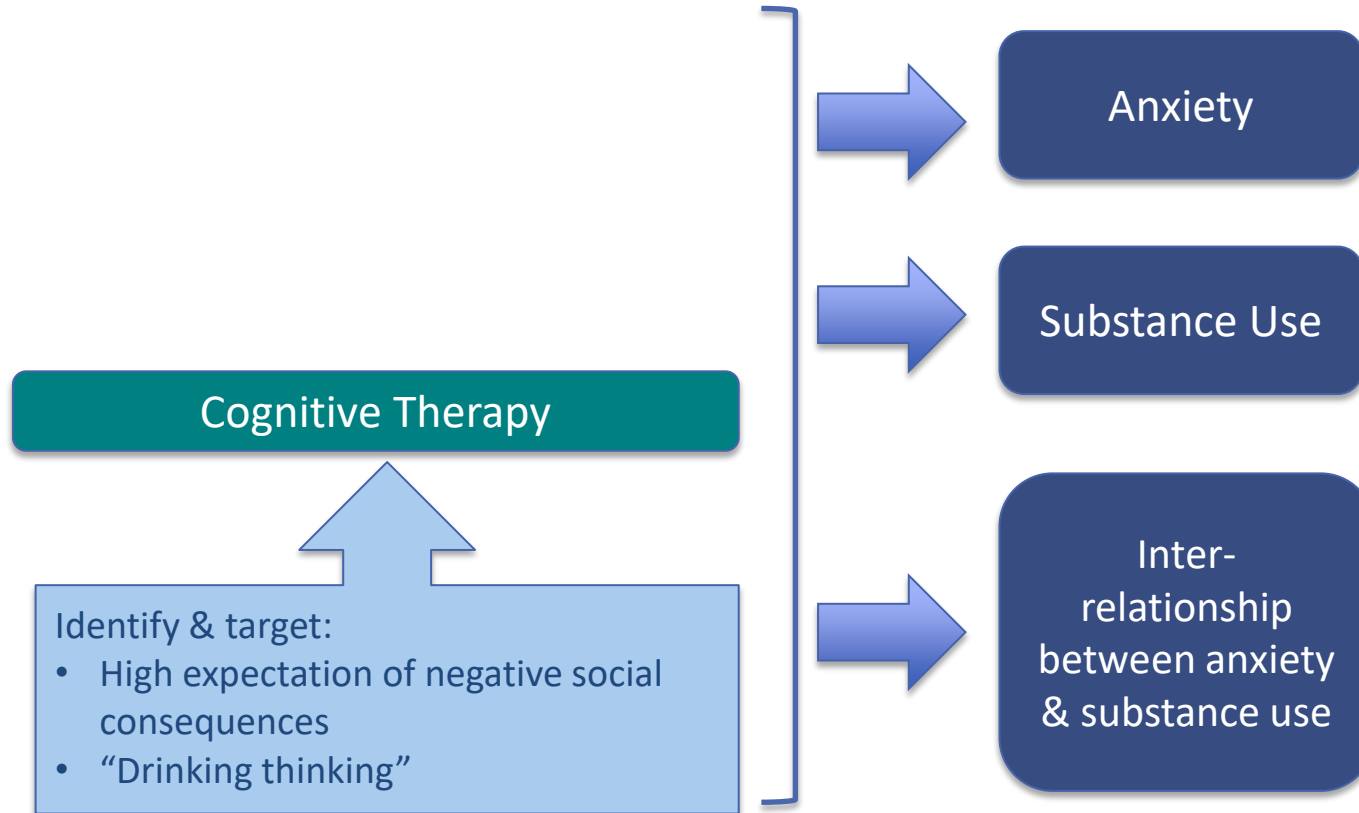 Cognitive Therapy
Identify & target:
• High expectation of negative social
consequences
• “Drinking thinking”
Anxiety
Substance Use
Inter-
relationship
between anxiety
& substance use